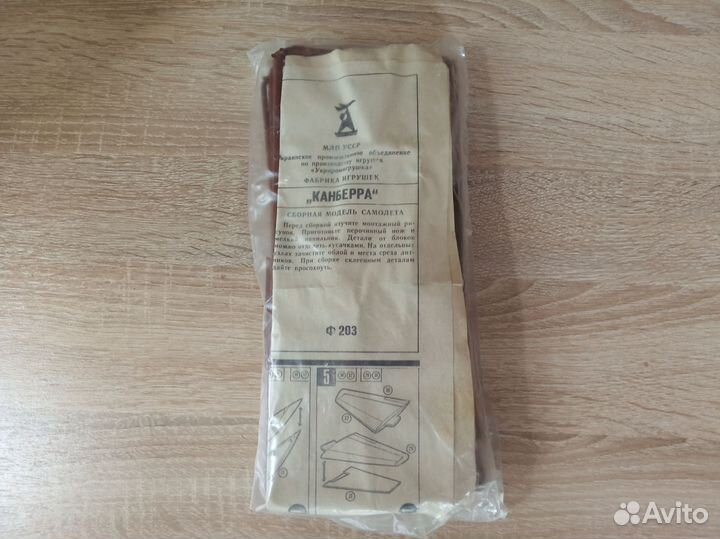 МЛП УССР
Украинское производственное объединение
по производству игрушек
«Укрпромигрушка»
ФАБРИКА ИГРУШЕК
„КАНБЕРРА“
СБОРНАЯ МОДЕЛЬ САМОЛЕТА
Перед сборкой изучите монтажный ри-
сунок. Приготовьте перочинный нож и
мелкий напильник. Детали от блоков
можно отделить кусачками. На отдельных
узлах зачистите облой и места среза лит-
ников. При сборке склеенным деталям
дайте просохнуть.
Ф 203
5
Avito